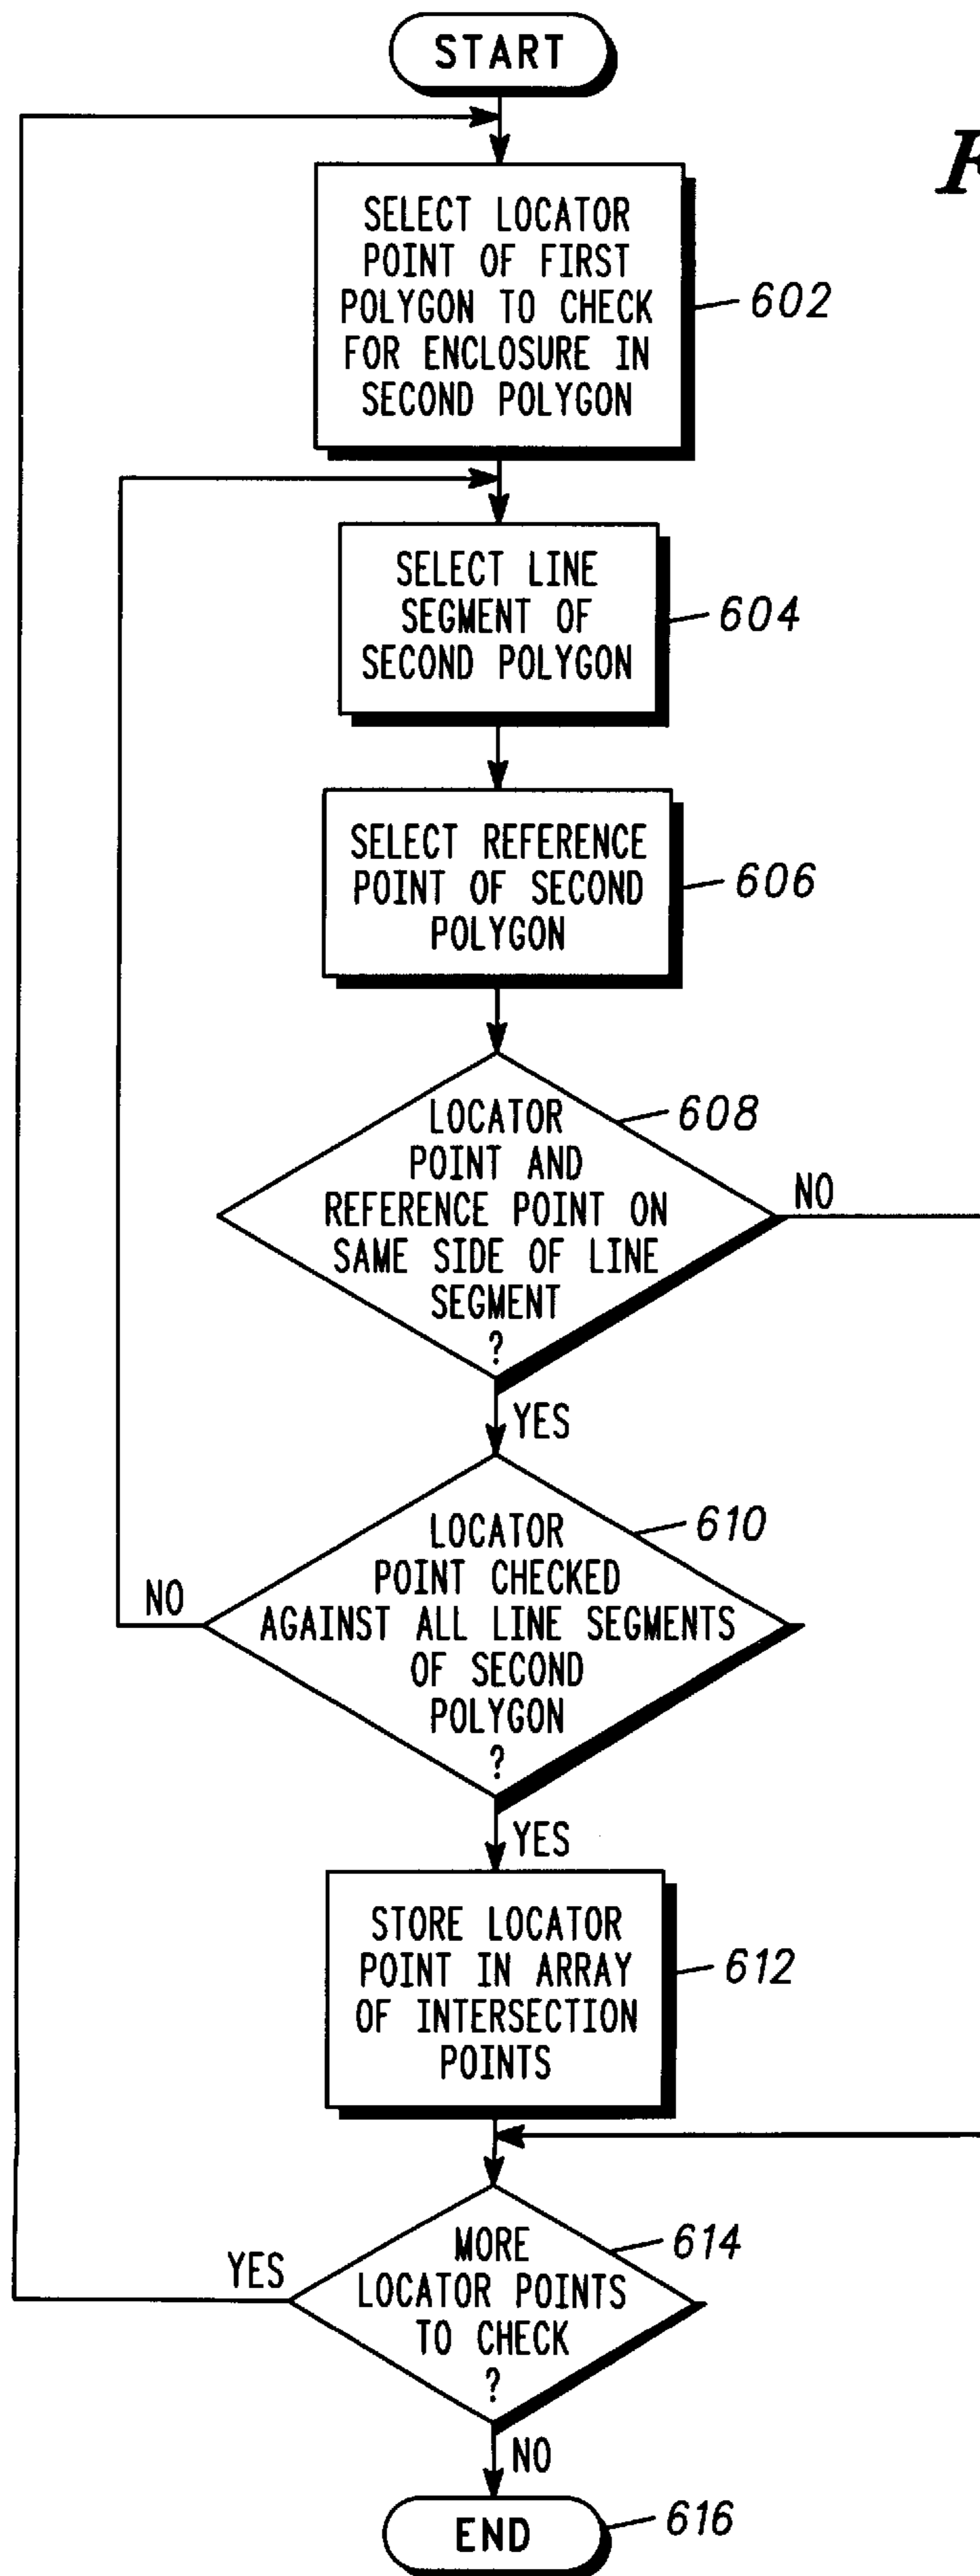 START
SELECT LOCATOR
POINT OF FIRST
POLYGON TO CHECK
FOR ENCLOSURE IN
SECOND POLYGON
602
SELECT LINE
SEGMENT OF
SECOND POLYGON
604
SELECT REFERENCE
POINT OF SECOND
POLYGON
606
LOCATOR
POINT AND
REFERENCE POINT ON
SAME SIDE OF LINE
SEGMENT
?
608
NO
YES
LOCATOR
POINT CHECKED
AGAINST ALL LINE SEGMENTS
OF SECOND
POLYGON
?
610
NO
YES
STORE LOCATOR
POINT IN ARRAY
OF INTERSECTION
POINTS
612
MORE
LOCATOR POINTS
TO CHECK
?
614
YES
NO
END
616